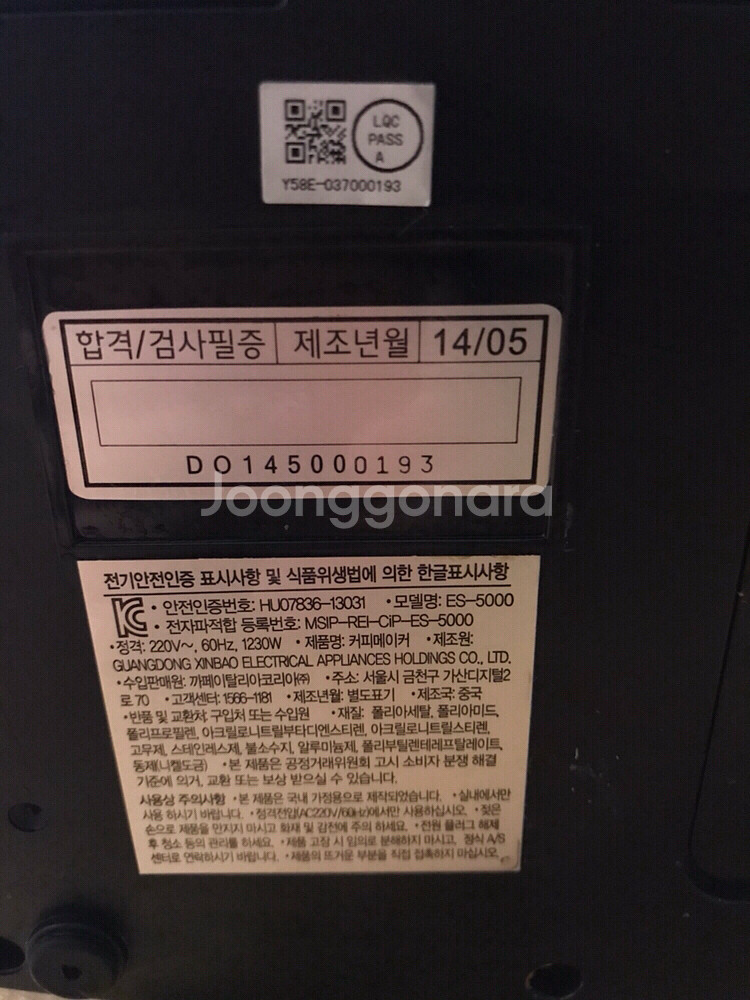 LQC
PASS
A
Y58E-037000193
합격/검사필증 제조년월 14/05
DO145000193
Joonggonara
전기안전인증 표시사항 및 식품위생법에 의한 한글표시사항
• 안전인증번호: HU07836-13031 • 모델명: ES-5000
• 전자파적합 등록번호: MSIP-REI-CiP-ES-5000
•정격: 220V~, 60Hz, 1230W •제품명: 커피메이커 •제조원:
GUANGDONG XINBAO ELECTRICAL APPLIANCES HOLDINGS CO., LTD.
•수입판매원: 까페이탈리아코리아㈜ •주소: 서울시 금천구 가산디지털2
로 70 •고객센터: 1566-1181 •제조년월: 별도표기 •제조국: 중국
•반품 및 교환처: 구입처 또는 수입원 •재질: 폴리아세탈, 폴리아미드,
폴리프로필렌, 아크릴로니트릴부타디엔스티렌, 아크릴로니트릴스티렌,
고무제, 스테인레스제, 불소수지, 알루미늄제, 폴리부틸렌테레프탈레이트,
동제(니켈도금) •본 제품은 공정거래위원회 고시 소비자 분쟁 해결
기준에 의거, 교환 또는 보상 받으실 수 있습니다.
사용상 주의사항 •본 제품은 국내 가정용으로 제작되었습니다. •실내에서만
사용 하시기 바랍니다. •정격전압(AC220V/60Hz)에서만 사용하십시오. •젖은
손으로 제품을 만지지 마시고 화재 및 감전에 주의 하세요. •전원 플러그 해제
후 청소 등의 관리를 하세요. •제품 고장 시 임의로 분해하지 마시고, 정식 A/S
센터로 연락하시기 바랍니다. •제품의 뜨거운 부분을 직접 접촉하지 마십시오.